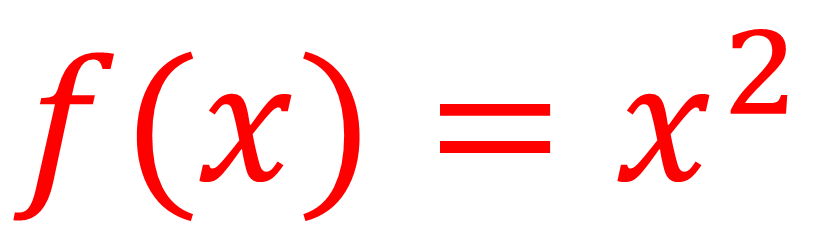 f(x) = x²